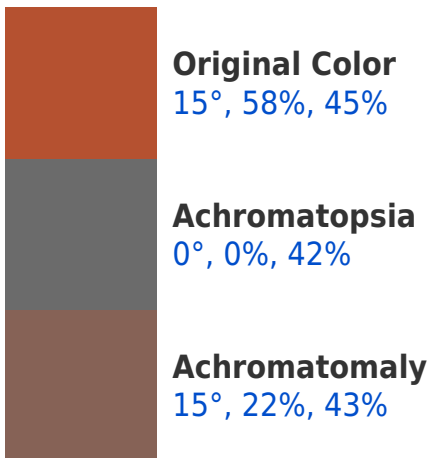 Original Color
15°, 58%, 45%
Achromatopsia
0°, 0%, 42%
Achromatomaly
15°, 22%, 43%